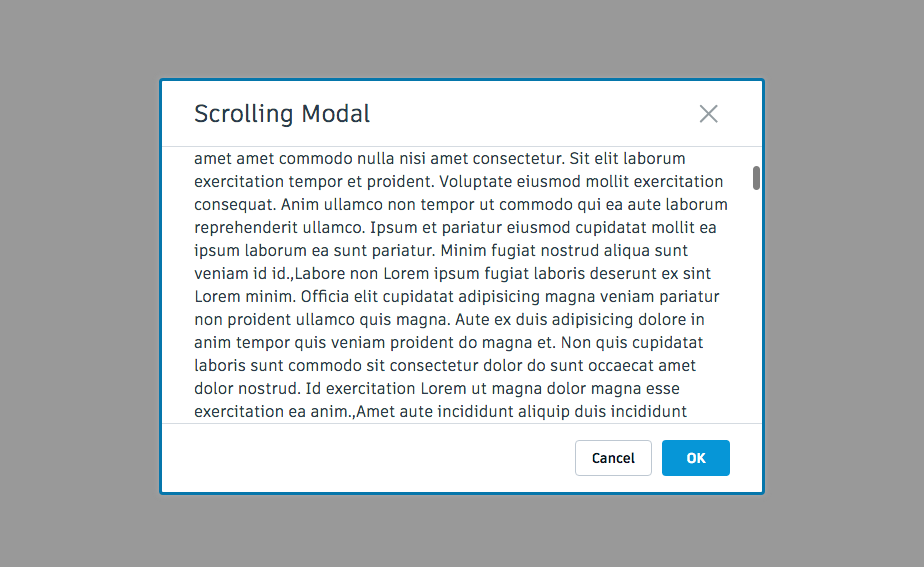 Scrolling Modal
amet amet commodo nulla nisi amet consectetur. Sit elit laborum
exercitation tempor et proident. Voluptate eiusmod mollit exercitation
consequat. Anim ullamco non tempor ut commodo qui ea aute laborum
reprehenderit ullamco. Ipsum et pariatur eiusmod cupidatat mollit ea
ipsum laborum ea sunt pariatur. Minim fugiat nostrud aliqua sunt
veniam id id.,Labore non Lorem ipsum fugiat laboris deserunt ex sint
Lorem minim. Officia elit cupidatat adipisicing magna veniam pariatur
non proident ullamco quis magna. Aute ex duis adipisicing dolore in
anim tempor quis veniam proident do magna et. Non quis cupidatat
laboris sunt commodo sit consectetur dolor do sunt occaecat amet
dolor nostrud. Id exercitation Lorem ut magna dolor magna esse
exercitation ea anim.,Amet aute incididunt aliquip duis incididunt
Cancel
OK